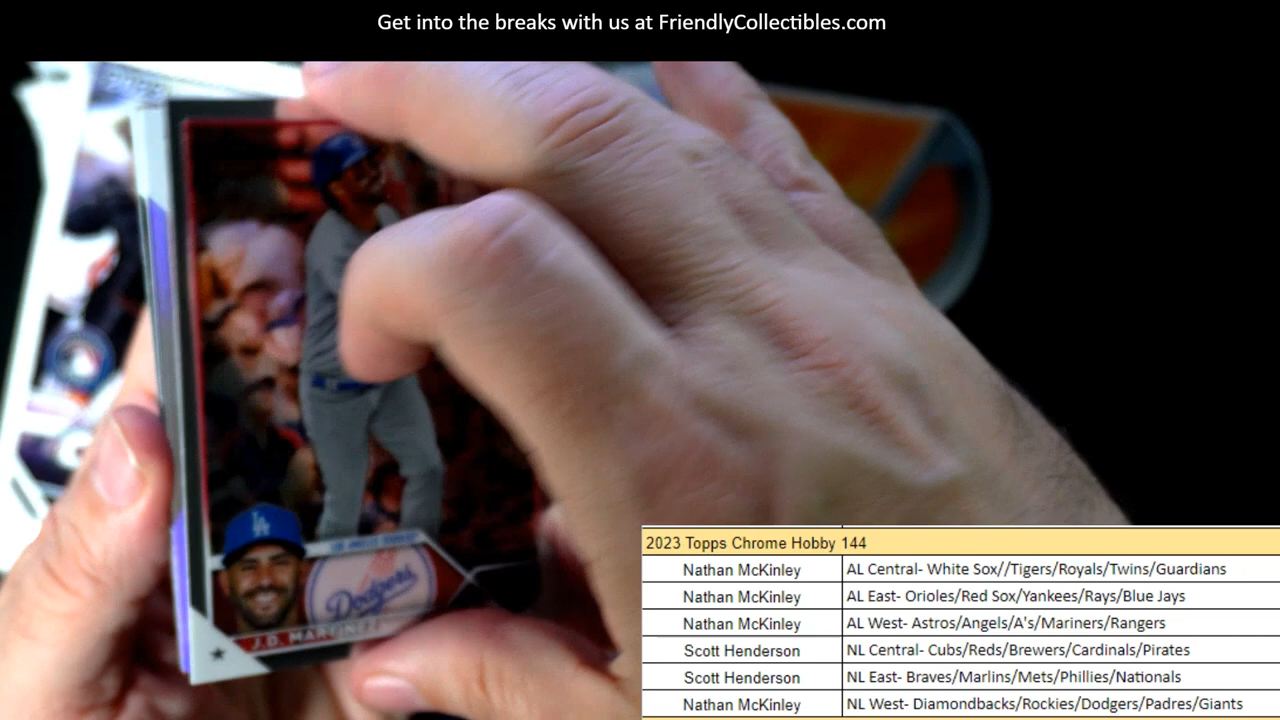 Get into the breaks with us at FriendlyCollectibles.com
LA
Dodgers
J.D. MARTINEZ
2023 Topps Chrome Hobby 144
Nathan McKinley AL Central- White Sox//Tigers/Royals/Twins/Guardians
Nathan McKinley AL East- Orioles/Red Sox/Yankees/Rays/Blue Jays
Nathan McKinley AL West- Astros/Angels/A's/Mariners/Rangers
Scott Henderson NL Central- Cubs/Reds/Brewers/Cardinals/Pirates
Scott Henderson NL East- Braves/Marlins/Mets/Phillies/Nationals
Nathan McKinley NL West- Diamondbacks/Rockies/Dodgers/Padres/Giants